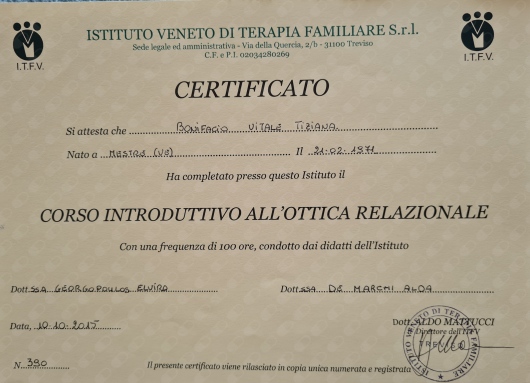 ISTITUTO VENETO DI TERAPIA FAMILIARE S.r.l.
Sede legale ed amministrativa - Via della Quercia, 2/b - 31100 Treviso
C.F. e P.I. 02034280269
I.T.F.V.
I.T.F.V.
CERTIFICATO
Si attesta che BONIFACIO VITALE TIZIANA
Nato a MESTRE (VE) Il 21-02-1971
Ha completato presso questo Istituto il
CORSO INTRODUTTIVO ALL'OTTICA RELAZIONALE
Con una frequenza di 100 ore, condotto dai didatti dell'Istituto
Dott.ssa GEORGOPOULOS ELVIRA Dott.ssa DE MARCHI ALDA
Data, 10-10-2015 Dott. ALDO MATTUCCI
Direttore dell'ITFV
TREVISO
N. 390 Il presente certificato viene rilasciato in copia unica numerata e registrata